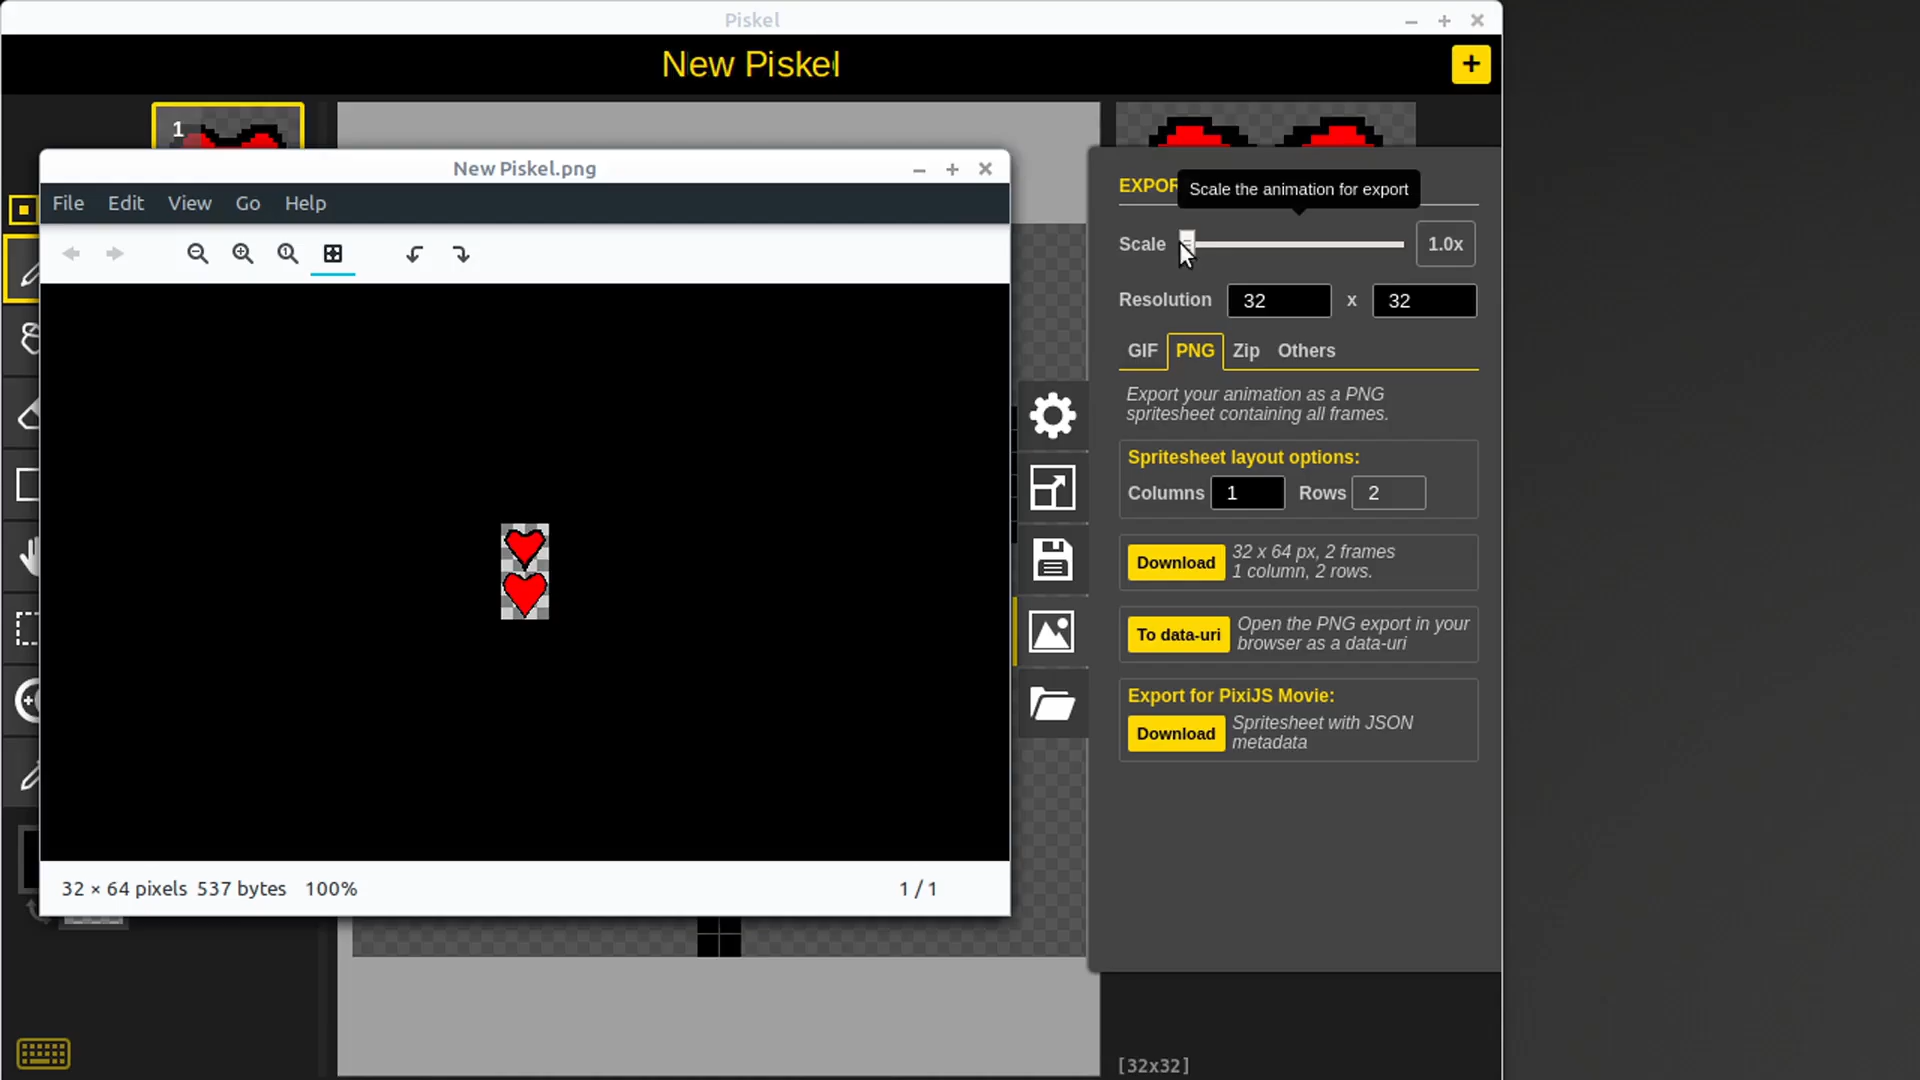 Piskel
New Piskel
+
1
New Piskel.png
File Edit View Go Help
EXPOR
Scale the animation for export
Scale 1.0x
Resolution 32 x 32
GIF PNG Zip Others
Export your animation as a PNG
spritesheet containing all frames.
Spritesheet layout options:
Columns 1 Rows 2
Download 32 x 64 px, 2 frames
1 column, 2 rows.
To data-uri Open the PNG export in your
browser as a data-uri
Export for PixiJS Movie:
Download Spritesheet with JSON
metadata
32 × 64 pixels 537 bytes 100% 1 / 1
[32x32]